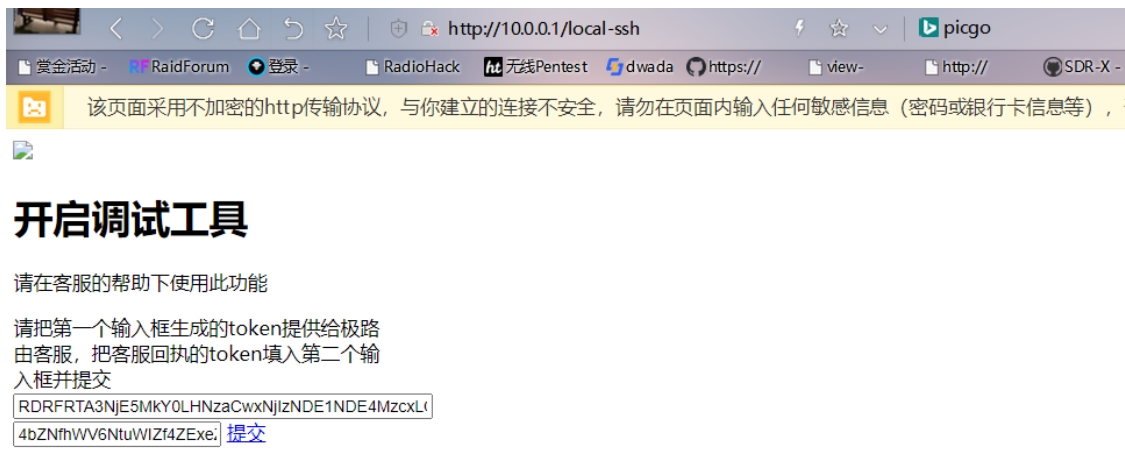 http://10.0.0.1/local-ssh picgo
赏金活动 - RF RaidForum 登录 - RadioHack ht 无线Pentest dwada https:// view- http:// SDR-X -
该页面采用不加密的http传输协议，与你建立的连接不安全，请勿在页面内输入任何敏感信息（密码或银行卡信息等），
开启调试工具
请在客服的帮助下使用此功能
请把第一个输入框生成的token提供给极路
由客服，把客服回执的token填入第二个输
入框并提交
RDRFRTA3NjE5MkY0LHNzaCwxNjIzNDE1NDE4MzcxL
4bZNfhWV6NtuWIZf4ZExe 提交